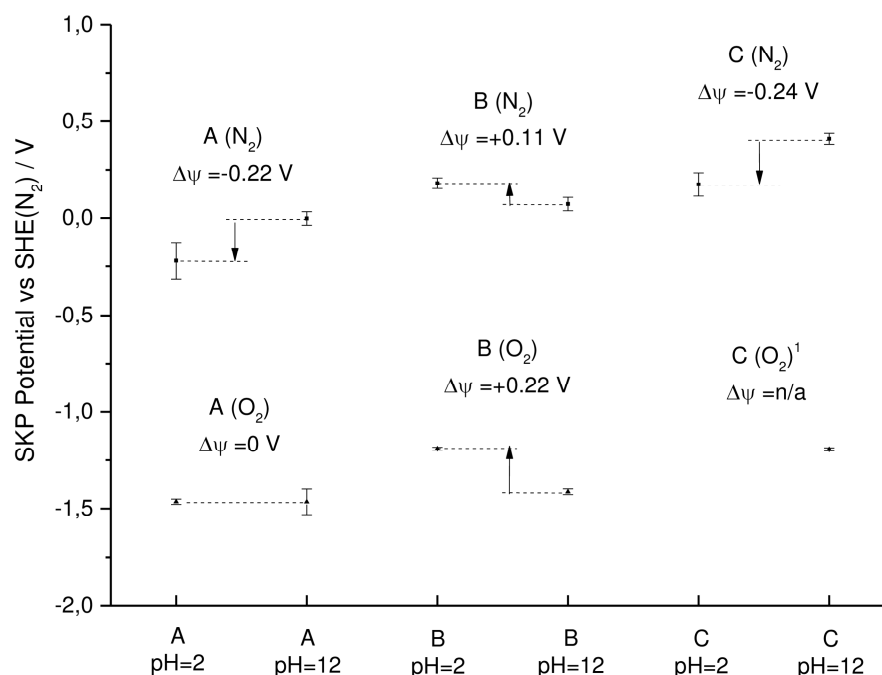 SKP Potential vs SHE(N₂) / V
1,0
0,5
0,0
-0,5
-1,0
-1,5
-2,0
A (N₂)
Δψ =-0.22 V
B (N₂)
Δψ =+0.11 V
C (N₂)
Δψ =-0.24 V
A (O₂)
Δψ =0 V
B (O₂)
Δψ =+0.22 V
C (O₂)¹
Δψ =n/a
A
pH=2
A
pH=12
B
pH=2
B
pH=12
C
pH=2
C
pH=12